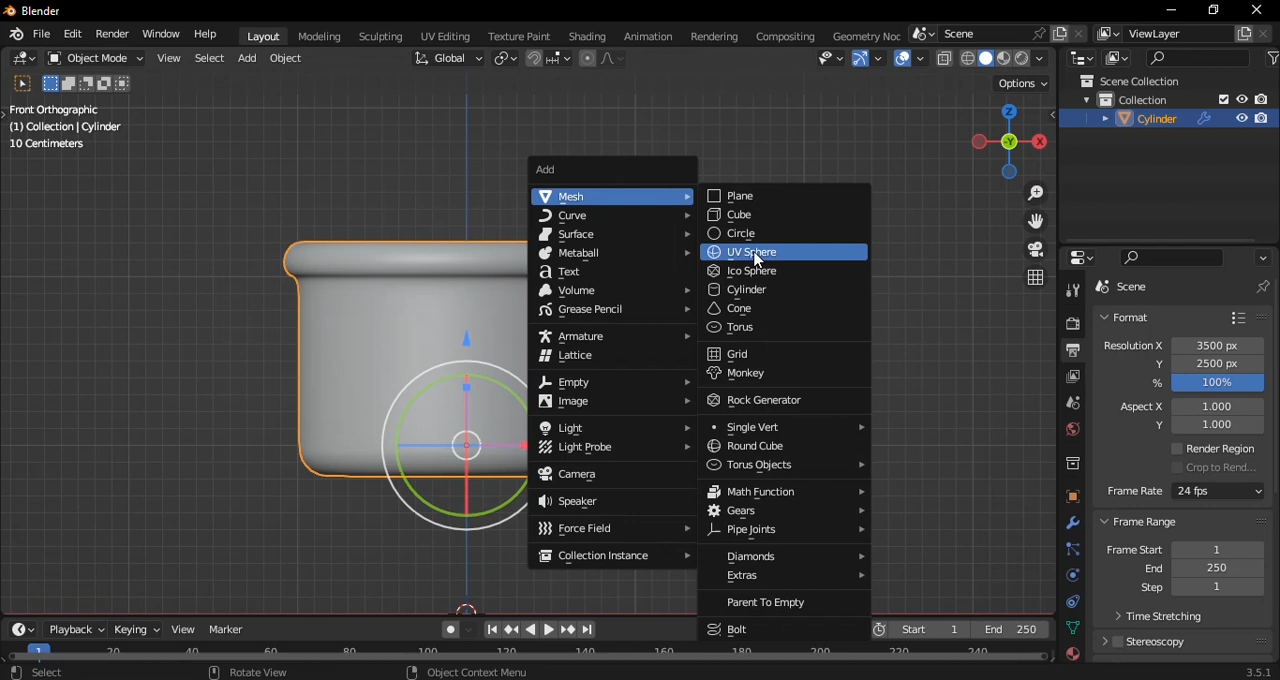 Blender
File Edit Render Window Help Layout Modeling Sculpting UV Editing Texture Paint Shading Animation Rendering Compositing Geometry Noc Scene ViewLayer
Object Mode View Select Add Object Global
Options
Front Orthographic
(1) Collection | Cylinder
10 Centimeters
Z
X
-Y
Add
Mesh
Curve
Surface
Metaball
Text
Volume
Grease Pencil
Armature
Lattice
Empty
Image
Light
Light Probe
Camera
Speaker
Force Field
Collection Instance
Plane
Cube
Circle
UV Sphere
Ico Sphere
Cylinder
Cone
Torus
Grid
Monkey
Rock Generator
Single Vert
Round Cube
Torus Objects
Math Function
Gears
Pipe Joints
Diamonds
Extras
Parent To Empty
Bolt
Scene Collection
Collection
Cylinder
Scene
Format
Resolution X 3500 px
Y 2500 px
% 100%
Aspect X 1.000
Y 1.000
Render Region
Crop to Rend...
Frame Rate 24 fps
Frame Range
Frame Start 1
End 250
Step 1
Time Stretching
Stereoscopy
Playback Keying View Marker Start 1 End 250
1 20 40 60 80 100 120 140 160 180 200 220 240
Select Rotate View Object Context Menu 3.5.1